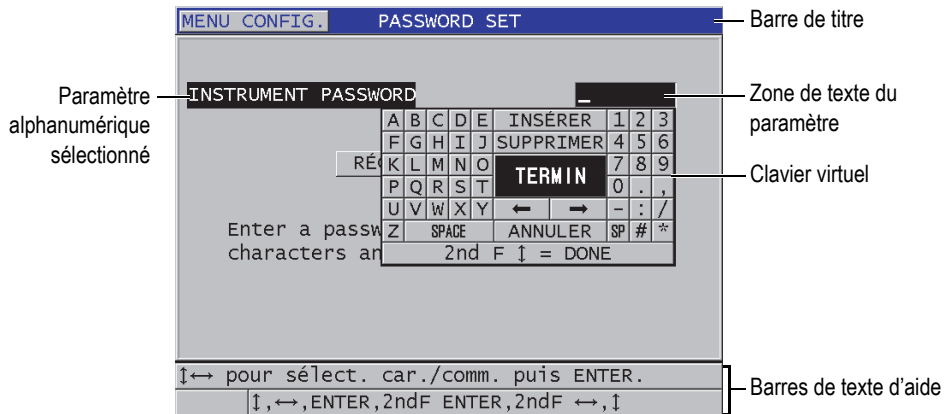 MENU CONFIG. PASSWORD SET
Barre de titre
Paramètre alphanumérique sélectionné
INSTRUMENT PASSWORD _
Zone de texte du paramètre
A B C D E INSÉRER 1 2 3
F G H I J SUPPRIMER 4 5 6
RÉ K L M N O TERMIN 7 8 9
Clavier virtuel
P Q R S T 0 . ,
U V W X Y ← → - : /
Enter a passw Z SPACE ANNULER SP # *
characters an 2nd F ↕ = DONE
↕↔ pour sélect. car./comm. puis ENTER.
↕,↔,ENTER,2ndF ENTER,2ndF ↔,↕
Barres de texte d'aide